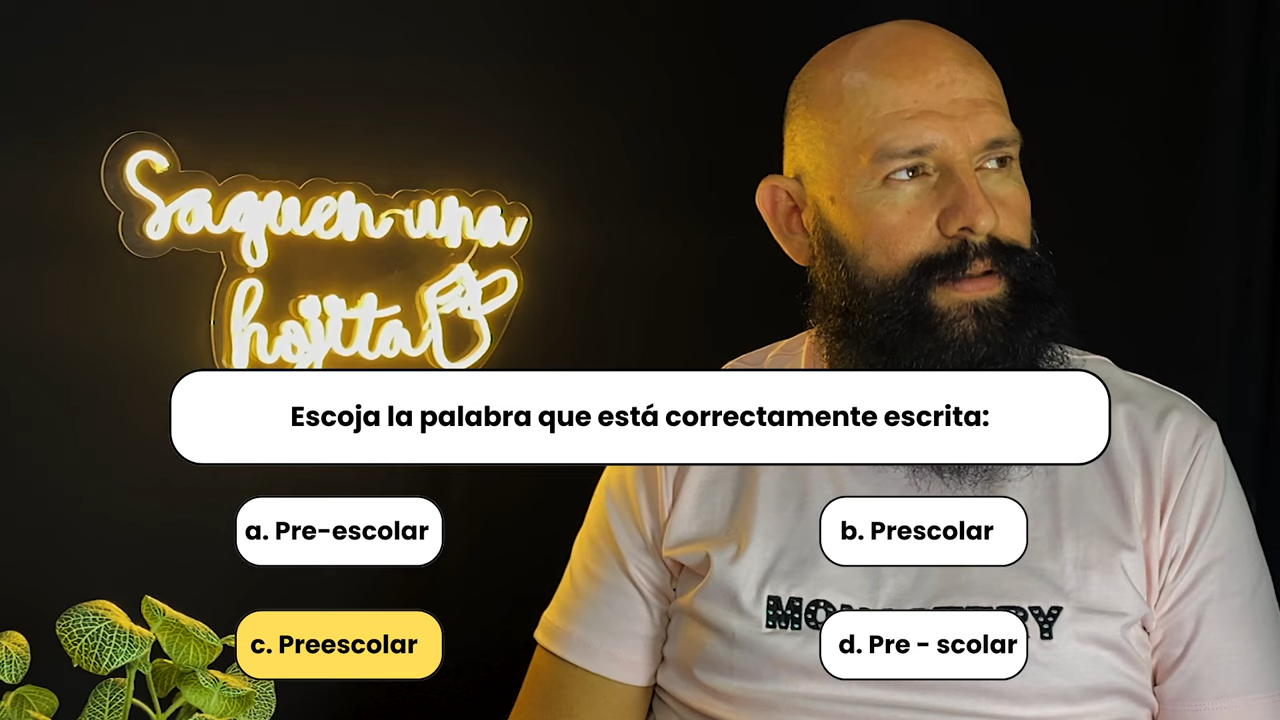 Saquen una
hojita
Escoja la palabra que está correctamente escrita:
a. Pre-escolar
b. Prescolar
c. Preescolar
d. Pre - scolar